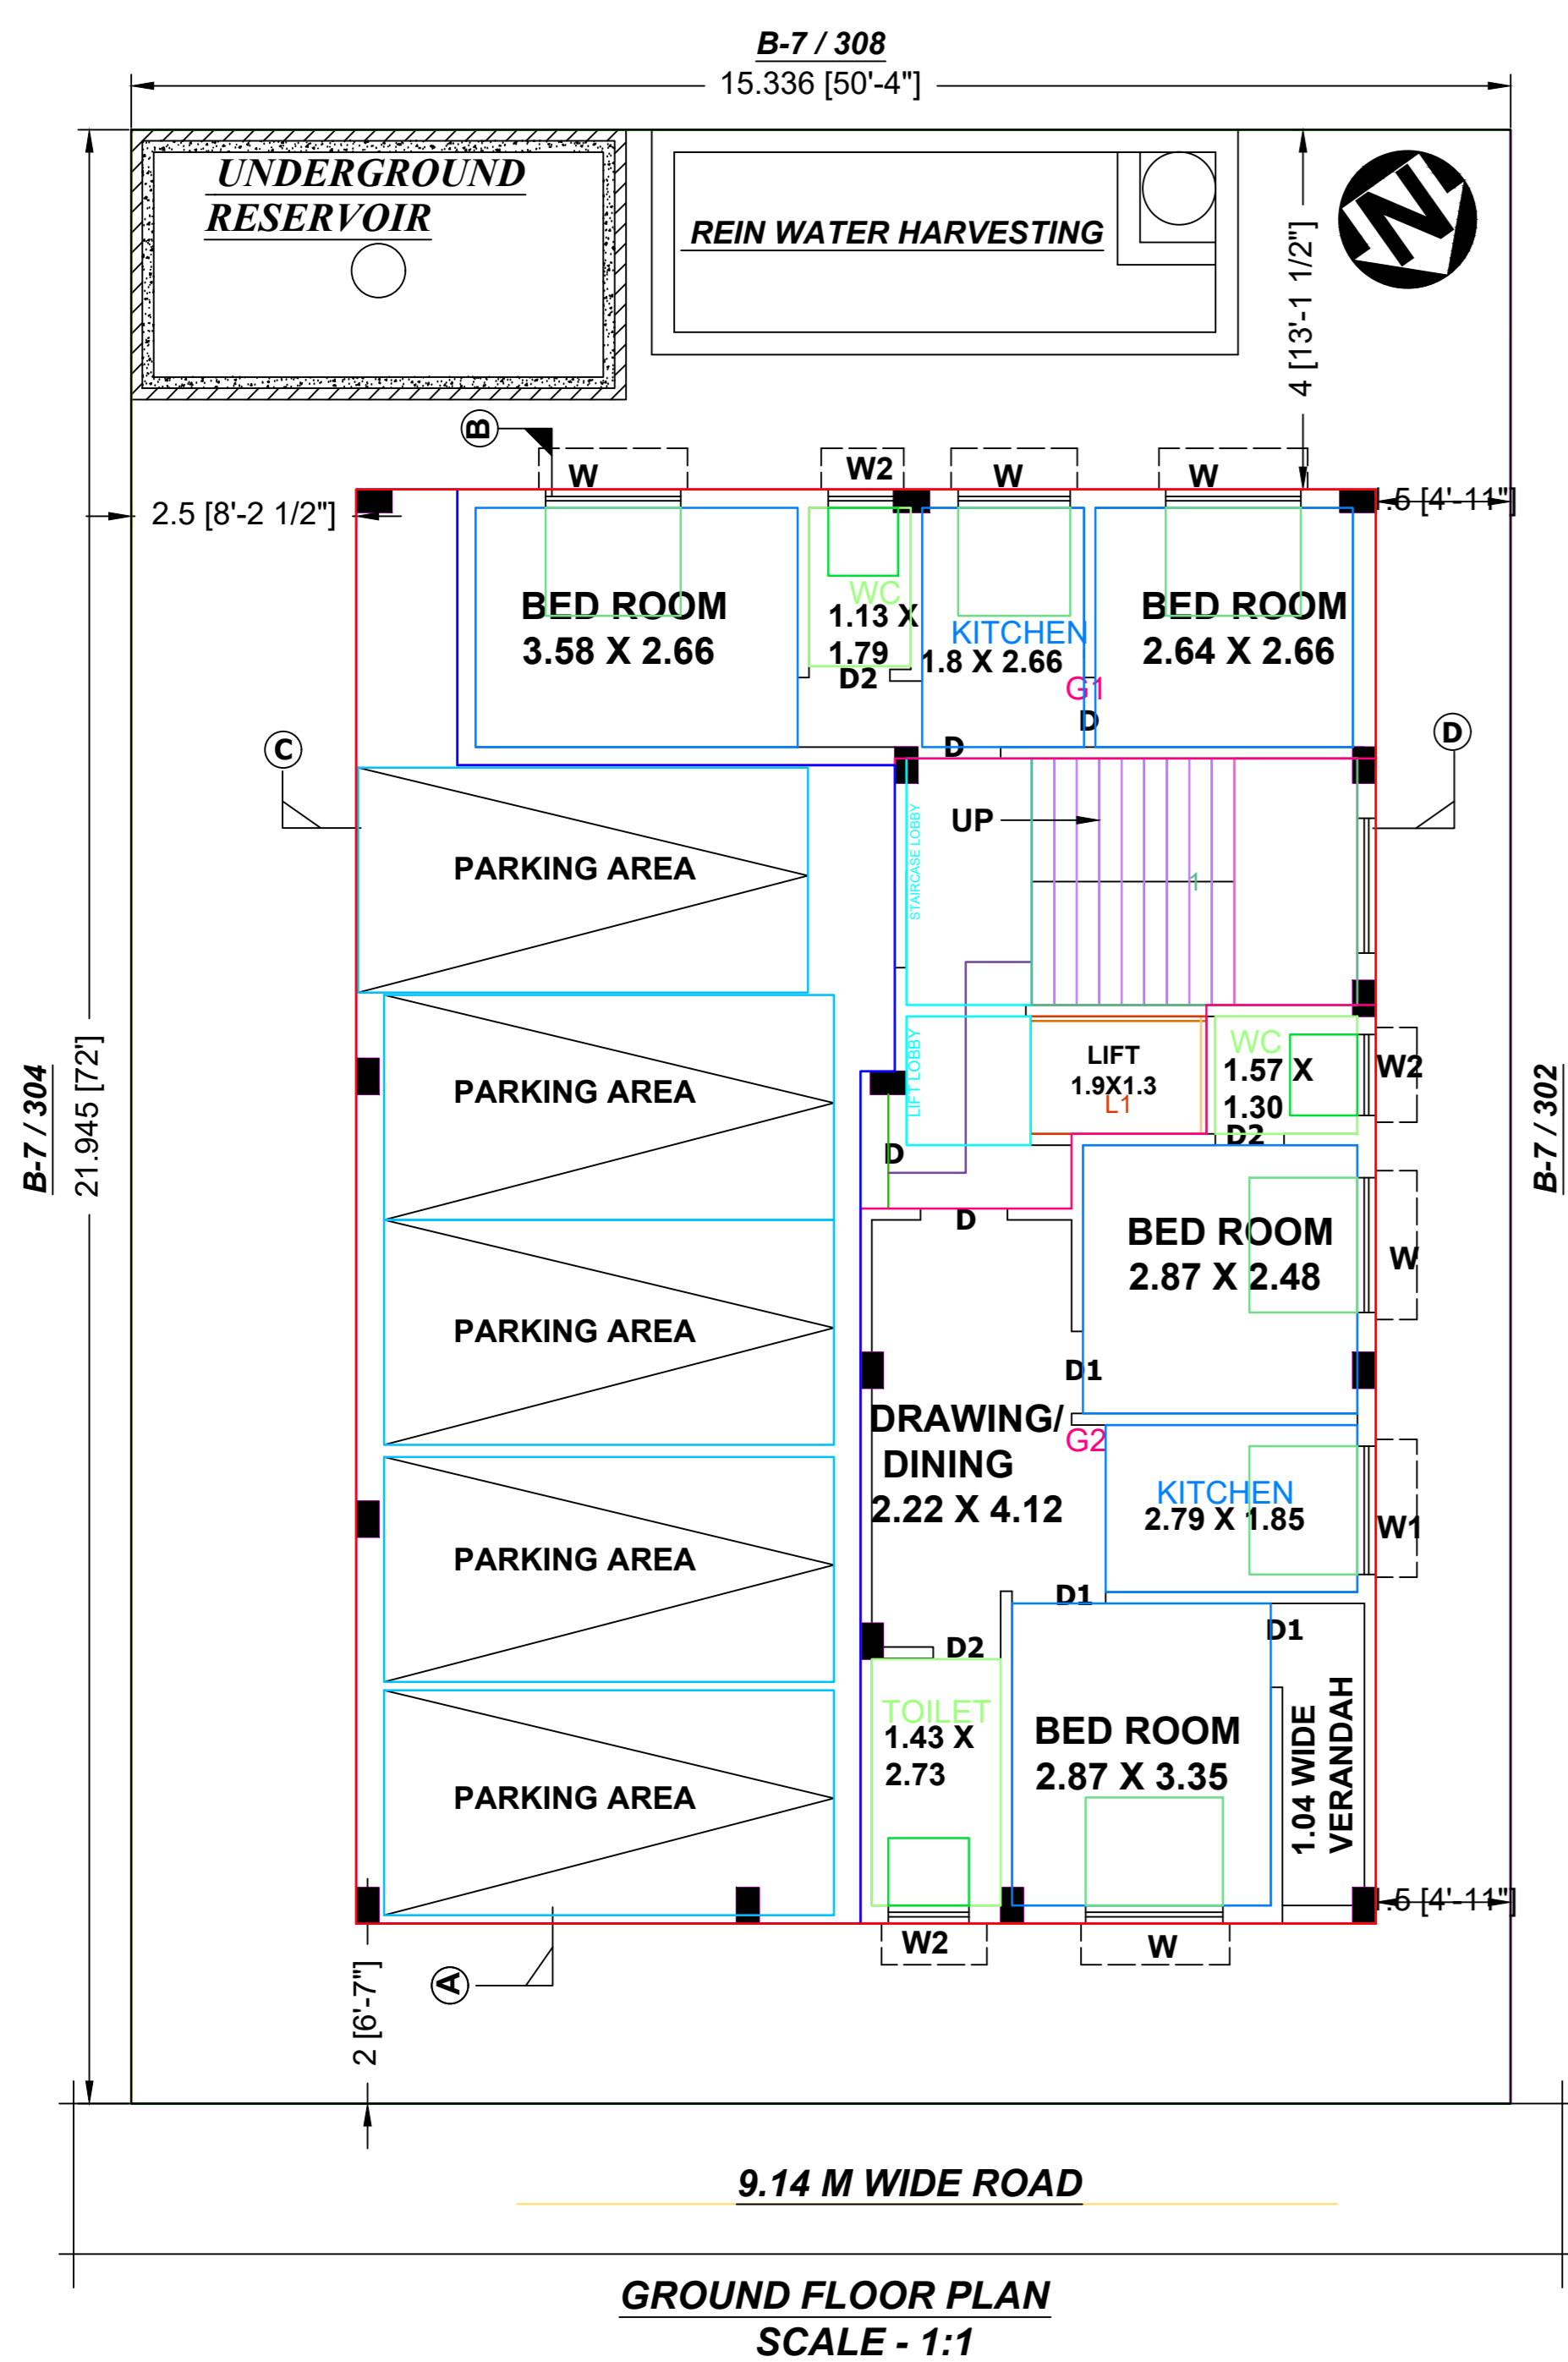 B-7 / 308
15.336 [50'-4"]
UNDERGROUND
RESERVOIR
REIN WATER HARVESTING
N
4 [13'-1 1/2"]
B
W
W2
W
W
2.5 [8'-2 1/2"]
.5 [4'-11"]
BED ROOM
3.58 X 2.66
WC
1.13 X
1.79
D2
KITCHEN
1.8 X 2.66
G1
D
BED ROOM
2.64 X 2.66
C
D
D
PARKING AREA
STAIRCASE LOBBY
UP
1
PARKING AREA
LIFT LOBBY
LIFT
1.9X1.3
L1
WC
1.57 X
1.30
D2
W2
B-7 / 304
21.945 [72']
B-7 / 302
D
D
BED ROOM
2.87 X 2.48
W
PARKING AREA
D1
DRAWING/
DINING
2.22 X 4.12
G2
KITCHEN
2.79 X 1.85
W1
PARKING AREA
D1
D1
D2
TOILET
1.43 X
2.73
BED ROOM
2.87 X 3.35
1.04 WIDE
VERANDAH
PARKING AREA
.5 [4'-11"]
W2
W
A
2 [6'-7"]
9.14 M WIDE ROAD
GROUND FLOOR PLAN
SCALE - 1:1